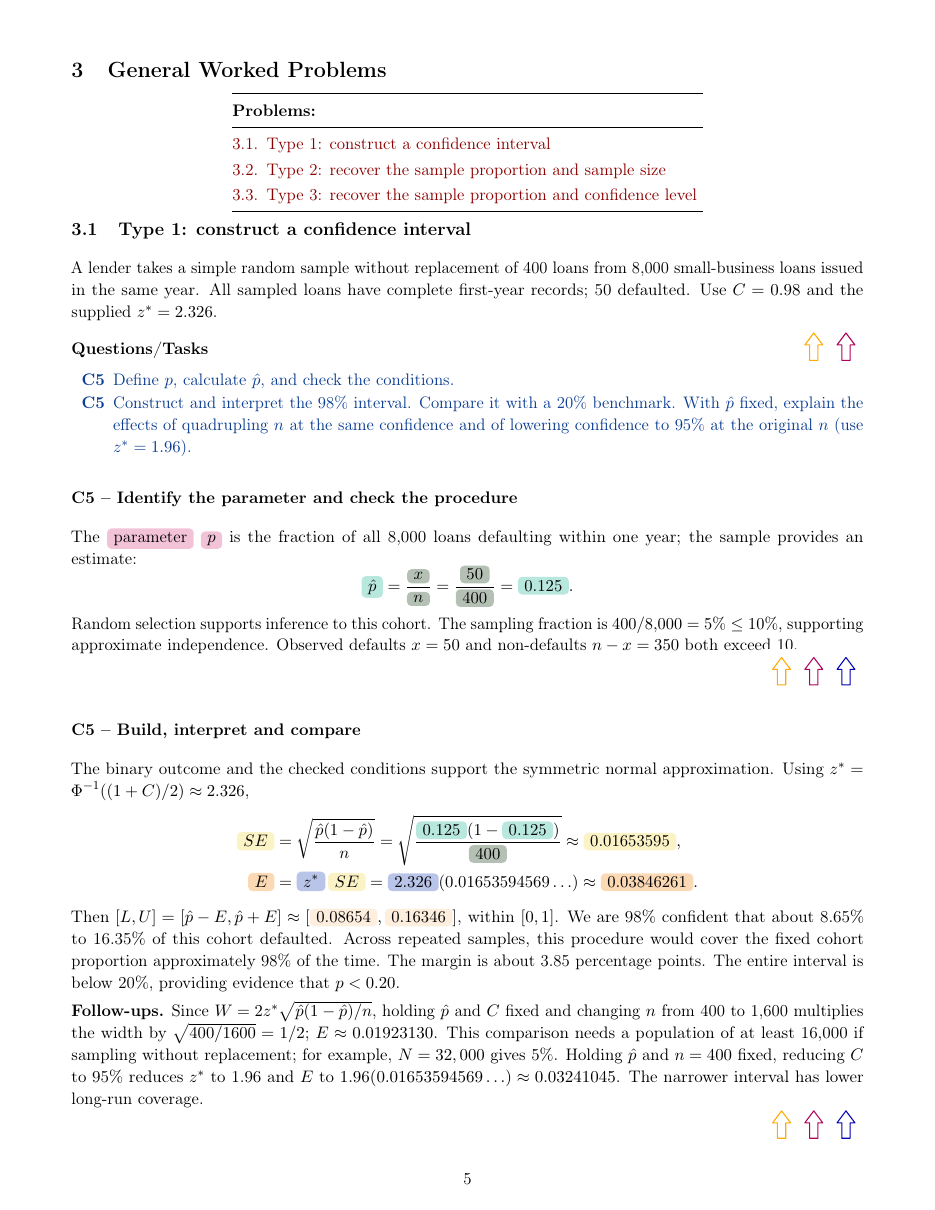 3 General Worked Problems
Problems:
3.1. Type 1: construct a confidence interval
3.2. Type 2: recover the sample proportion and sample size
3.3. Type 3: recover the sample proportion and confidence level
3.1 Type 1: construct a confidence interval
A lender takes a simple random sample without replacement of 400 loans from 8,000 small-business loans issued
in the same year. All sampled loans have complete first-year records; 50 defaulted. Use C = 0.98 and the
supplied z* = 2.326.
Questions/Tasks
C5 Define p, calculate p̂, and check the conditions.
C5 Construct and interpret the 98% interval. Compare it with a 20% benchmark. With p̂ fixed, explain the
effects of quadrupling n at the same confidence and of lowering confidence to 95% at the original n (use
z* = 1.96).
C5 – Identify the parameter and check the procedure
The parameter p is the fraction of all 8,000 loans defaulting within one year; the sample provides an
estimate:
p̂ = x/n = 50/400 = 0.125.
Random selection supports inference to this cohort. The sampling fraction is 400/8,000 = 5% ≤ 10%, supporting
approximate independence. Observed defaults x = 50 and non-defaults n − x = 350 both exceed 10.
C5 – Build, interpret and compare
The binary outcome and the checked conditions support the symmetric normal approximation. Using z* =
Φ⁻¹((1 + C)/2) ≈ 2.326,
SE = √(p̂(1 − p̂)/n) = √(0.125(1 − 0.125)/400) ≈ 0.01653595,
E = z* SE = 2.326(0.01653594569...) ≈ 0.03846261.
Then [L, U] = [p̂ − E, p̂ + E] ≈ [0.08654, 0.16346], within [0, 1]. We are 98% confident that about 8.65%
to 16.35% of this cohort defaulted. Across repeated samples, this procedure would cover the fixed cohort
proportion approximately 98% of the time. The margin is about 3.85 percentage points. The entire interval is
below 20%, providing evidence that p < 0.20.
Follow-ups. Since W = 2z*√(p̂(1 − p̂)/n), holding p̂ and C fixed and changing n from 400 to 1,600 multiplies
the width by √(400/1600) = 1/2; E ≈ 0.01923130. This comparison needs a population of at least 16,000 if
sampling without replacement; for example, N = 32,000 gives 5%. Holding p̂ and n = 400 fixed, reducing C
to 95% reduces z* to 1.96 and E to 1.96(0.01653594569...) ≈ 0.03241045. The narrower interval has lower
long-run coverage.
5